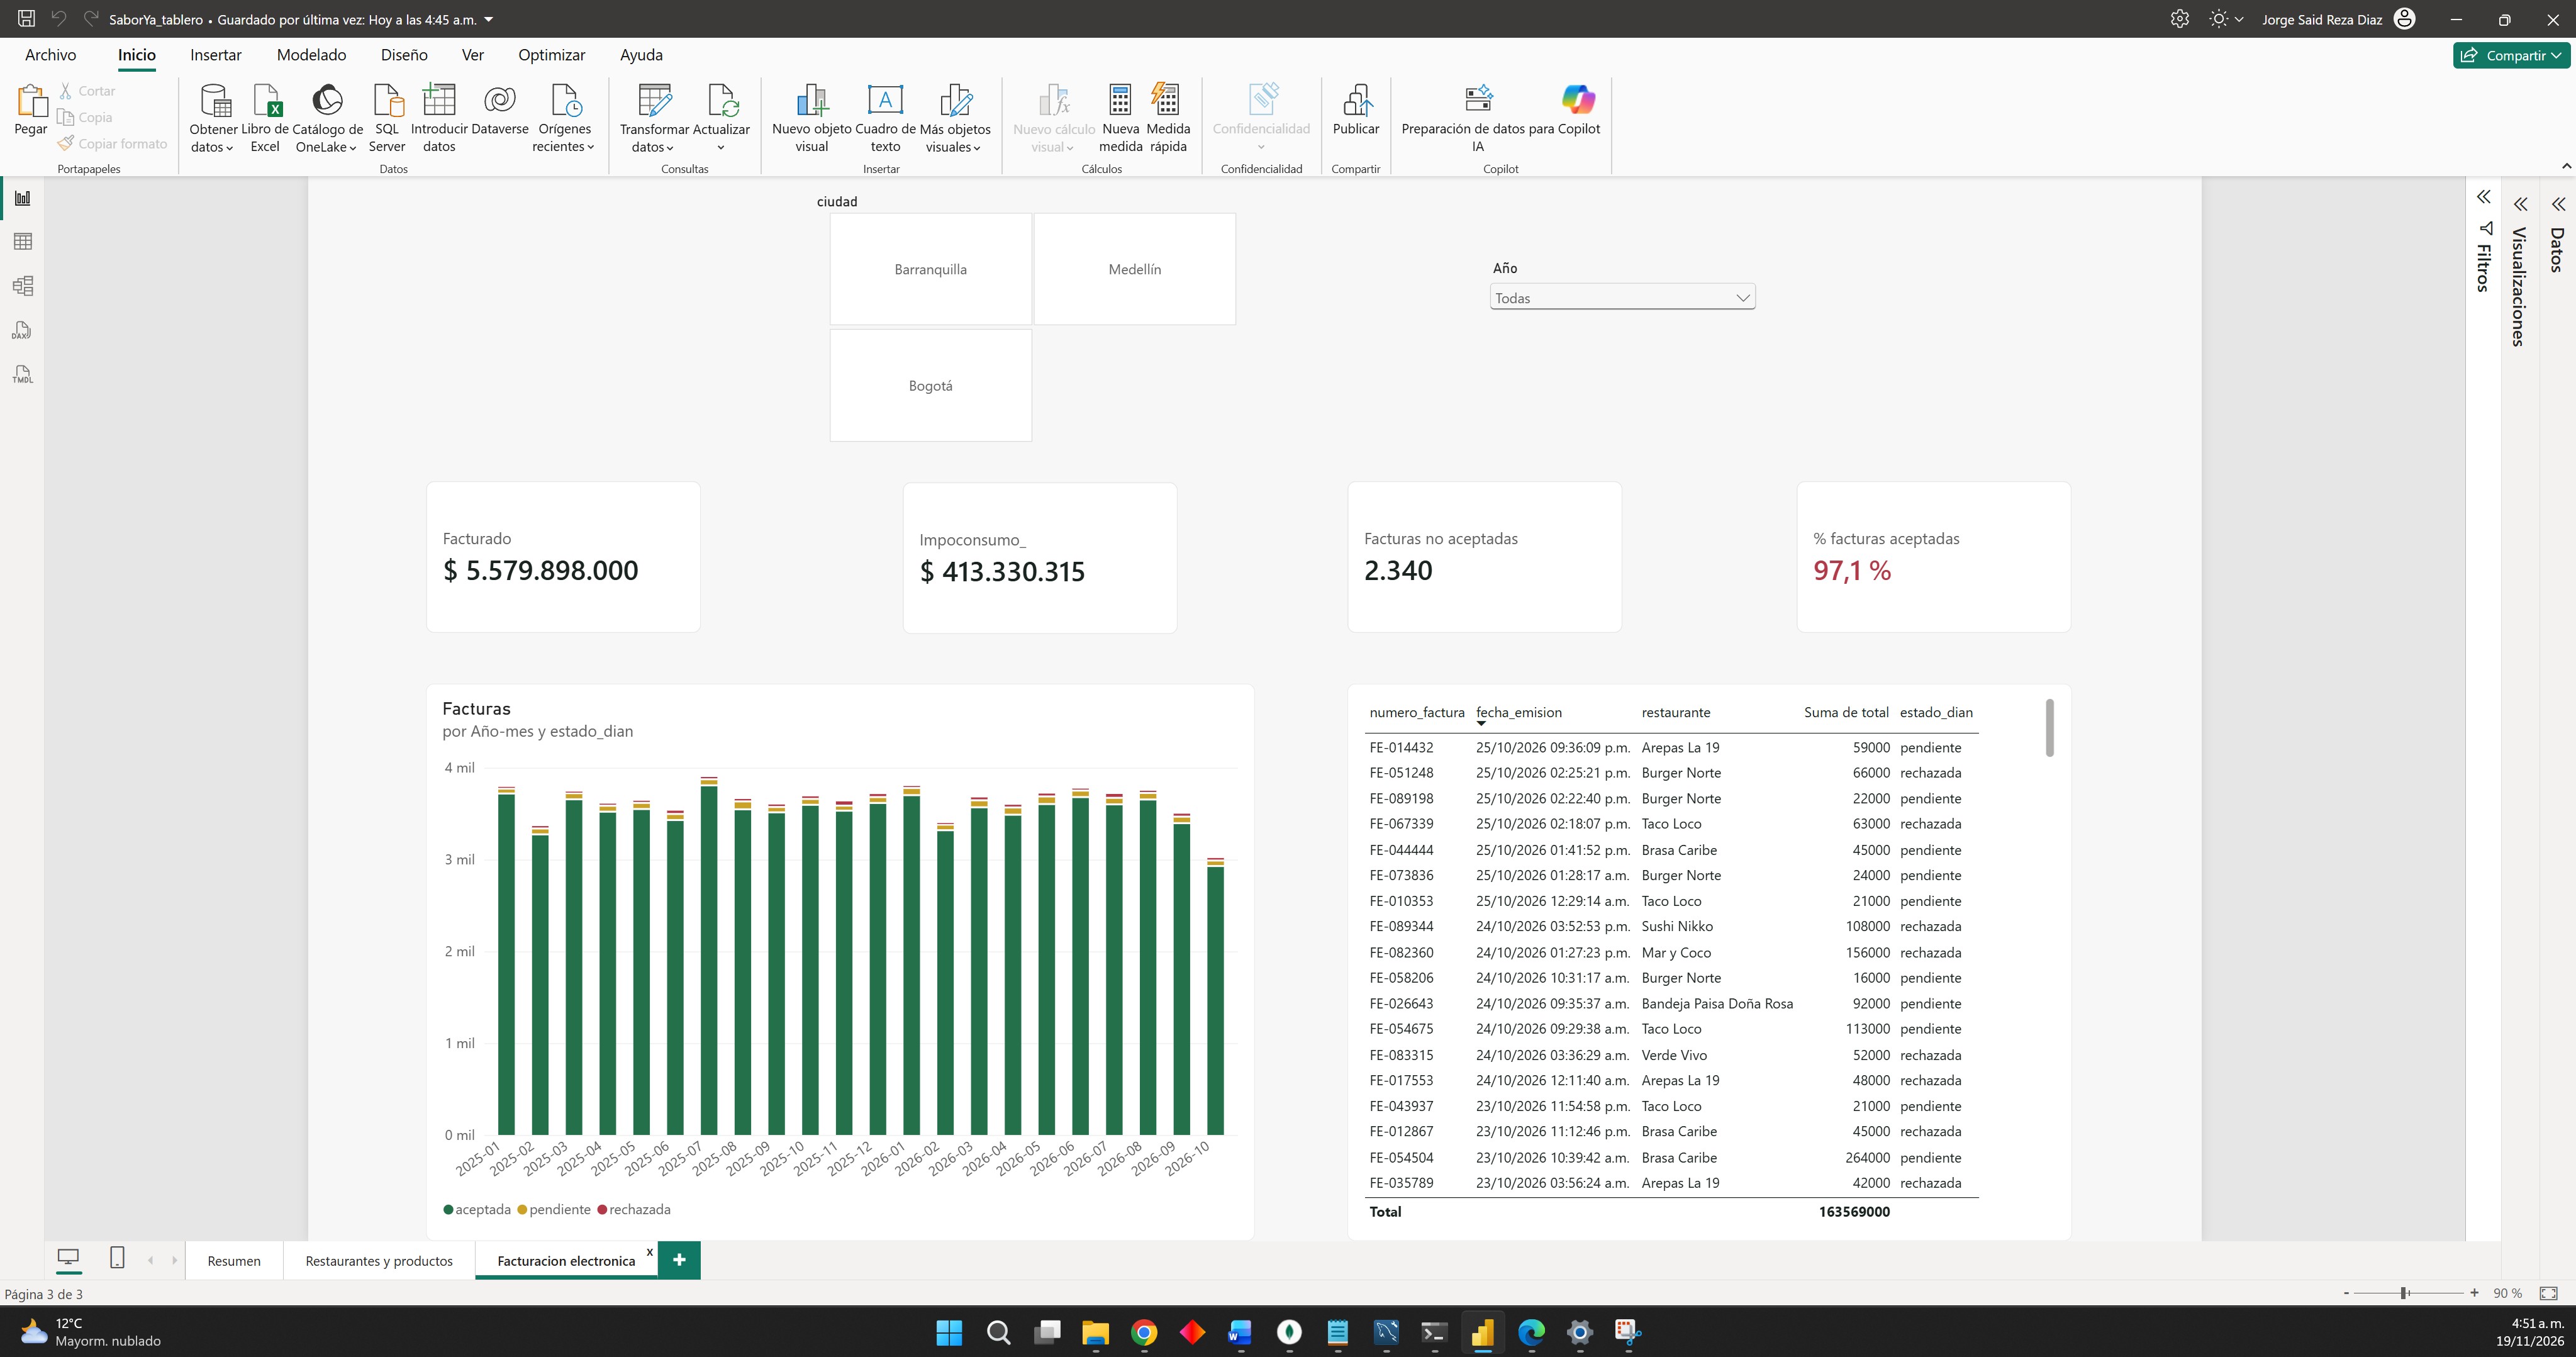 SaborYa_tablero • Guardado por última vez: Hoy a las 4:45 a.m.
Jorge Said Reza Diaz
Archivo
Inicio
Insertar
Modelado
Diseño
Ver
Optimizar
Ayuda
Compartir
Pegar
Cortar
Copia
Copiar formato
Portapapeles
Obtener datos
Libro de Excel
Catálogo de OneLake
SQL Server
Introducir datos
Dataverse
Orígenes recientes
Datos
Transformar datos
Actualizar
Consultas
Nuevo objeto visual
Cuadro de texto
Más objetos visuales
Insertar
Nuevo cálculo visual
Nueva medida
Medida rápida
Cálculos
Confidencialidad
Confidencialidad
Publicar
Compartir
Preparación de datos para IA
Copilot
Copilot
DAX
TMDL
Filtros
Visualizaciones
Datos
ciudad
Barranquilla
Medellín
Bogotá
Año
Todas
Facturado
$ 5.579.898.000
Impoconsumo_
$ 413.330.315
Facturas no aceptadas
2.340
% facturas aceptadas
97,1 %
Facturas
por Año-mes y estado_dian
4 mil
3 mil
2 mil
1 mil
0 mil
2025-01
2025-02
2025-03
2025-04
2025-05
2025-06
2025-07
2025-08
2025-09
2025-10
2025-11
2025-12
2026-01
2026-02
2026-03
2026-04
2026-05
2026-06
2026-07
2026-08
2026-09
2026-10
aceptada pendiente rechazada
numero_factura fecha_emision restaurante Suma de total estado_dian
FE-014432 25/10/2026 09:36:09 p.m. Arepas La 19 59000 pendiente
FE-051248 25/10/2026 02:25:21 p.m. Burger Norte 66000 rechazada
FE-089198 25/10/2026 02:22:40 p.m. Burger Norte 22000 pendiente
FE-067339 25/10/2026 02:18:07 p.m. Taco Loco 63000 rechazada
FE-044444 25/10/2026 01:41:52 p.m. Brasa Caribe 45000 pendiente
FE-073836 25/10/2026 01:28:17 a.m. Burger Norte 24000 pendiente
FE-010353 25/10/2026 12:29:14 a.m. Taco Loco 21000 pendiente
FE-089344 24/10/2026 03:52:53 p.m. Sushi Nikko 108000 rechazada
FE-082360 24/10/2026 01:27:23 p.m. Mar y Coco 156000 rechazada
FE-058206 24/10/2026 10:31:17 a.m. Burger Norte 16000 pendiente
FE-026643 24/10/2026 09:35:37 a.m. Bandeja Paisa Doña Rosa 92000 pendiente
FE-054675 24/10/2026 09:29:38 a.m. Taco Loco 113000 pendiente
FE-083315 24/10/2026 03:36:29 a.m. Verde Vivo 52000 rechazada
FE-017553 24/10/2026 12:11:40 a.m. Arepas La 19 48000 rechazada
FE-043937 23/10/2026 11:54:58 p.m. Taco Loco 21000 pendiente
FE-012867 23/10/2026 11:12:46 p.m. Brasa Caribe 45000 rechazada
FE-054504 23/10/2026 10:39:42 a.m. Brasa Caribe 264000 pendiente
FE-035789 23/10/2026 03:56:24 a.m. Arepas La 19 42000 rechazada
Total 163569000
Resumen
Restaurantes y productos
Facturacion electronica
x
+
Página 3 de 3
- + 90 %
12°C
Mayorm. nublado
4:51 a.m.
19/11/2026